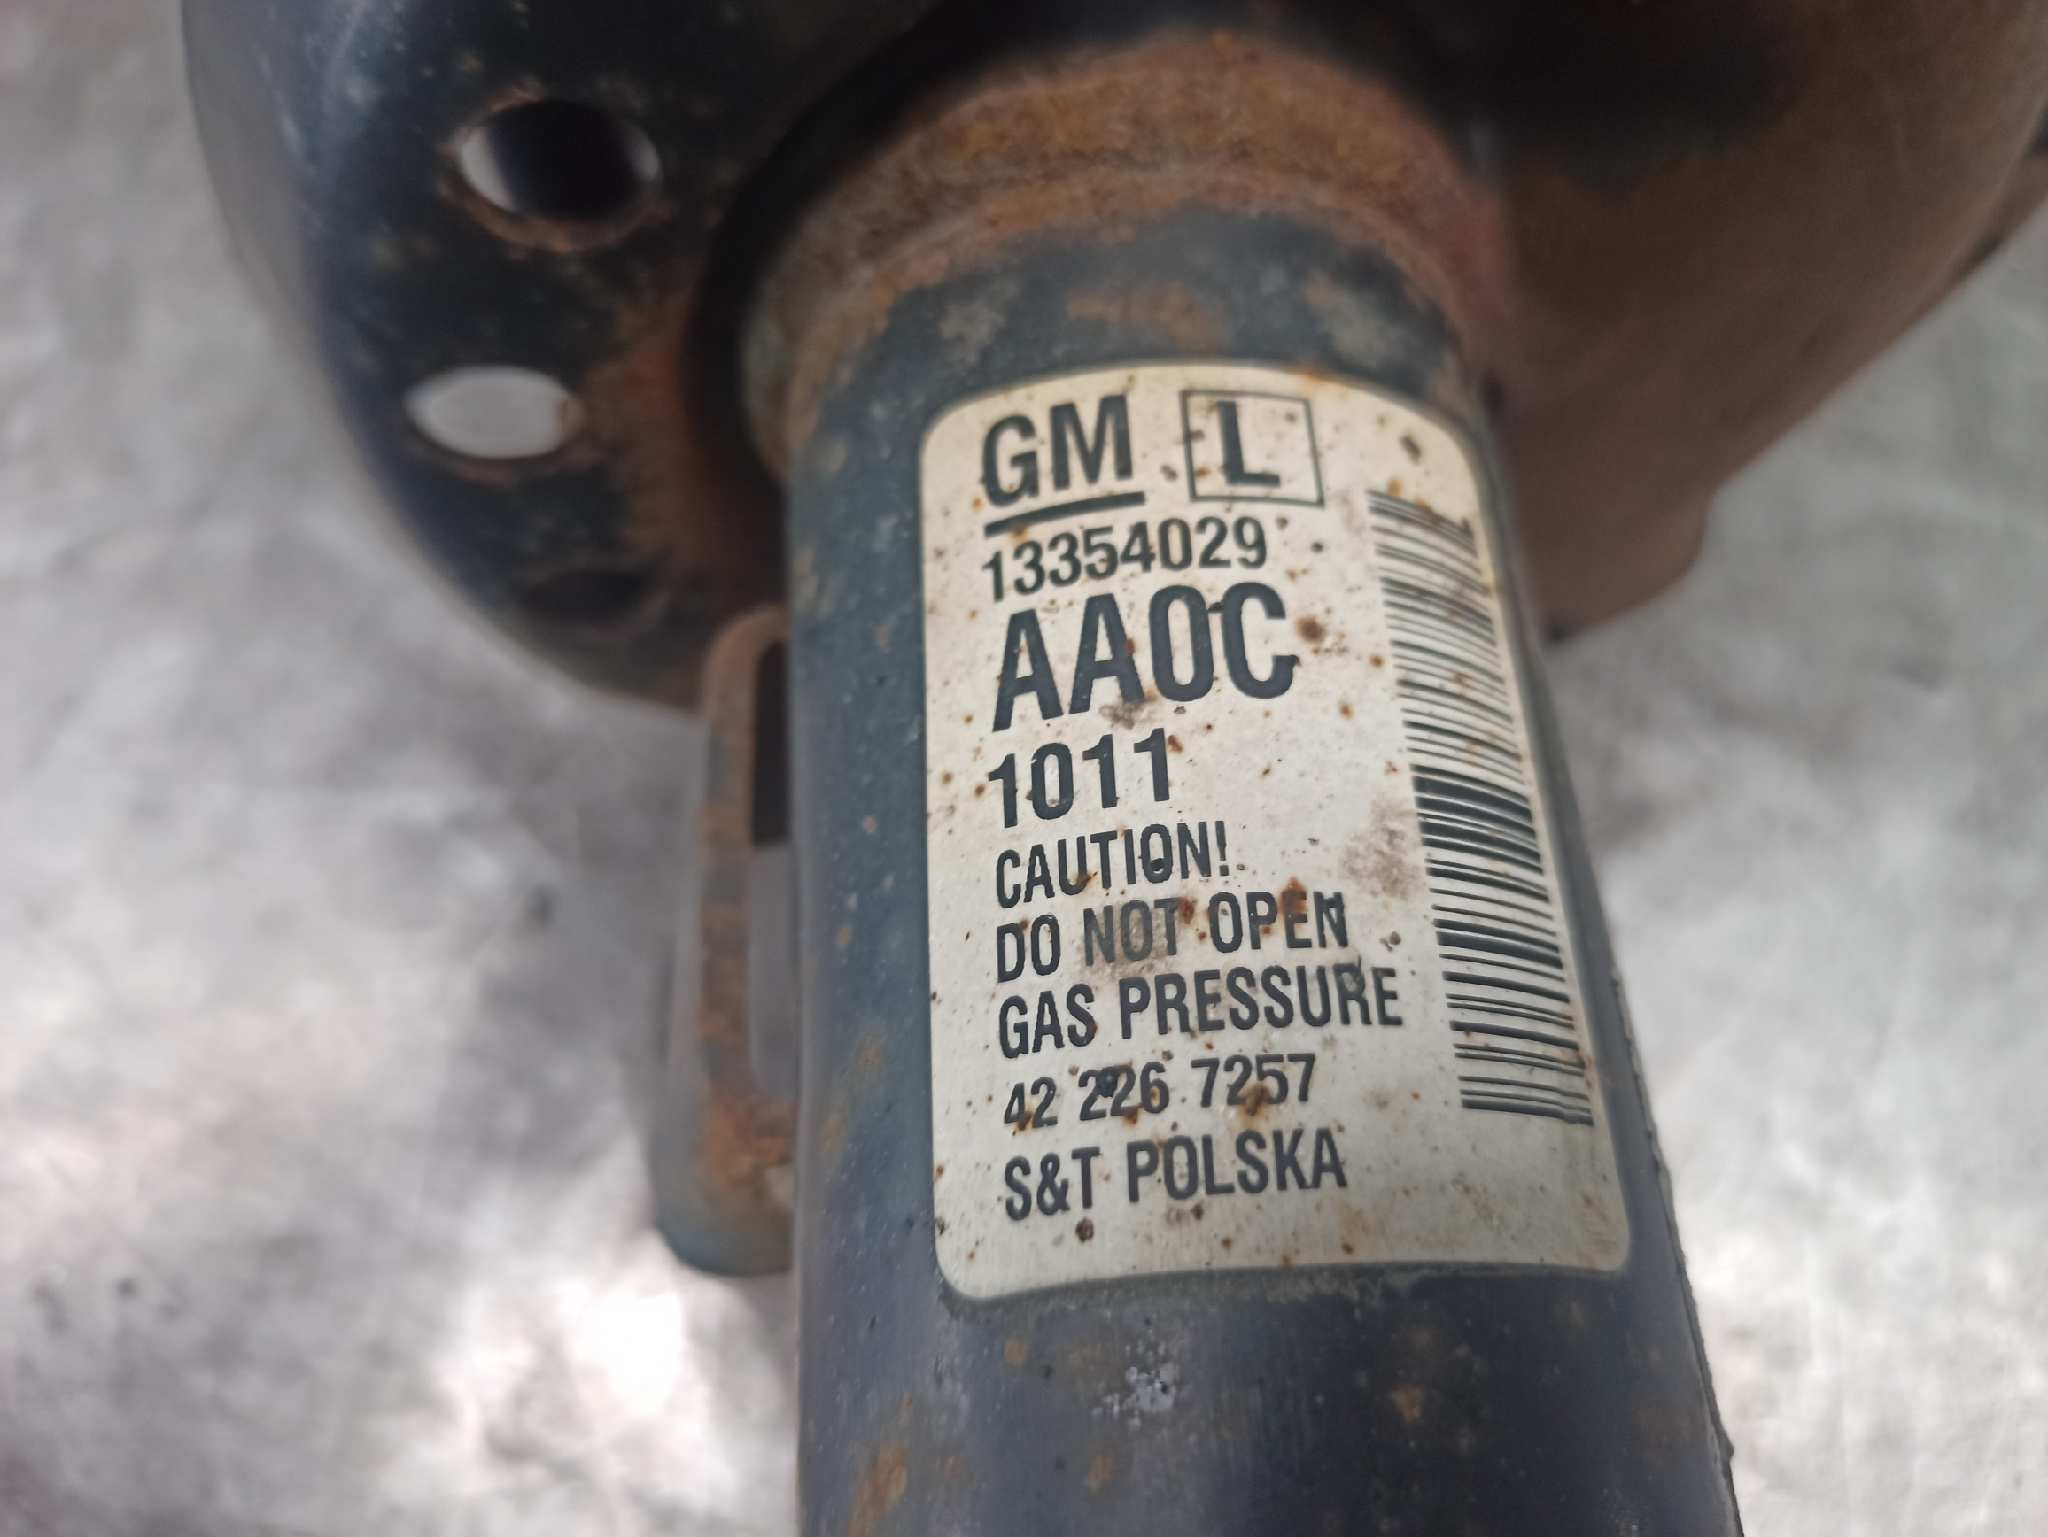 GM L
13354029
AA0C
1011
CAUTION!
DO NOT OPEN
GAS PRESSURE
42 226 7257
S&T POLSKA